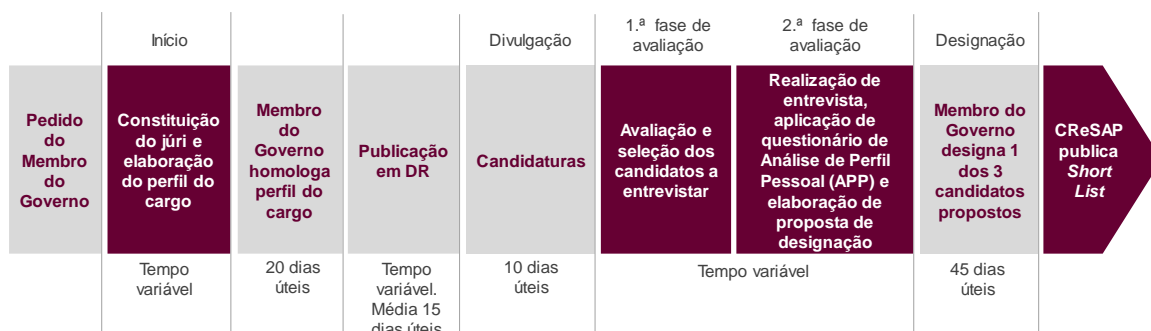 Início
Divulgação
1.ª fase de
avaliação
2.ª fase de
avaliação
Designação
Pedido
do
Membro
do
Governo
Constituição
do júri e
elaboração
do perfil do
cargo
Membro
do
Governo
homologa
perfil do
cargo
Publicação
em DR
Candidaturas
Avaliação e
seleção dos
candidatos a
entrevistar
Realização de
entrevista,
aplicação de
questionário de
Análise de Perfil
Pessoal (APP) e
elaboração de
proposta de
designação
Membro do
Governo
designa 1
dos 3
candidatos
propostos
CReSAP
publica
Short
List
Tempo
variável
20 dias
úteis
Tempo
variável.
Média 15
dias úteis
10 dias
úteis
Tempo variável
45 dias
úteis